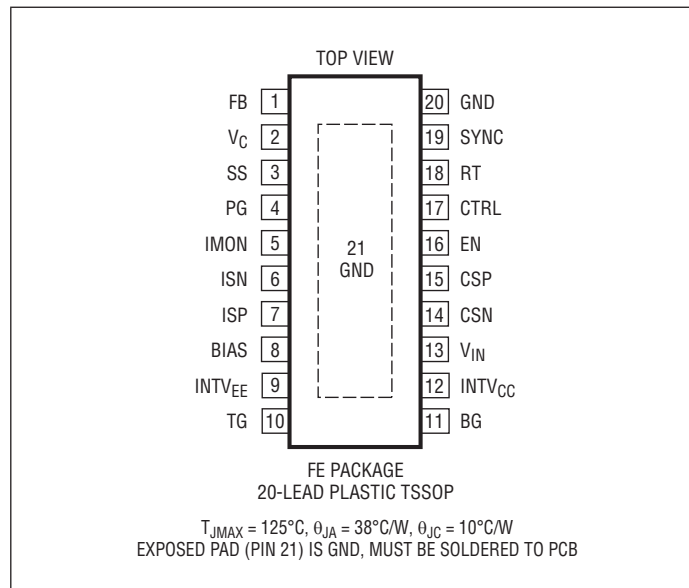 TOP VIEW
FB 1 20 GND
VC 2 19 SYNC
SS 3 18 RT
PG 4 17 CTRL
IMON 5 16 EN
ISN 6 15 CSP
ISP 7 14 CSN
BIAS 8 13 VIN
INTVEE 9 12 INTVCC
TG 10 11 BG
21
GND
FE PACKAGE
20-LEAD PLASTIC TSSOP
TJMAX = 125°C, θJA = 38°C/W, θJC = 10°C/W
EXPOSED PAD (PIN 21) IS GND, MUST BE SOLDERED TO PCB